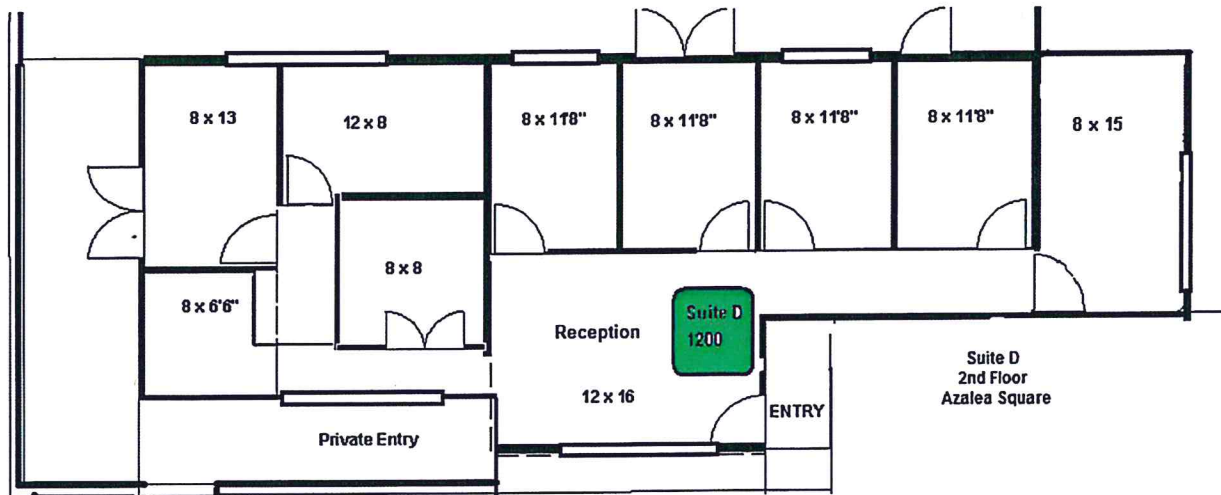 8 x 13
12 x 8
8 x 11'8"
8 x 11'8"
8 x 11'8"
8 x 11'8"
8 x 15
8 x 8
8 x 6'6"
Reception
12 x 16
Suite D
1200
ENTRY
Suite D
2nd Floor
Azalea Square
Private Entry